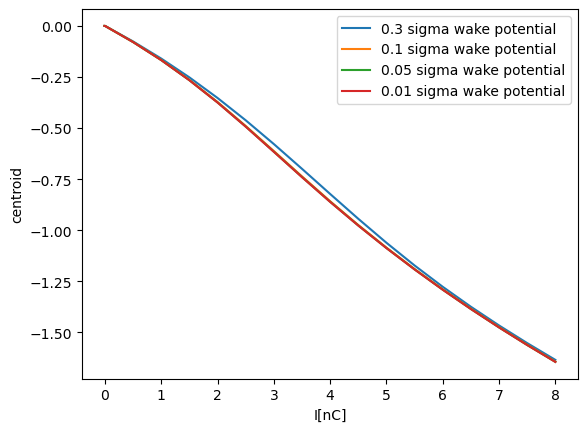 0.3 sigma wake potential
0.1 sigma wake potential
0.05 sigma wake potential
0.01 sigma wake potential
0.00
−0.25
−0.50
−0.75
−1.00
−1.25
−1.50
centroid
0 1 2 3 4 5 6 7 8
I[nC]